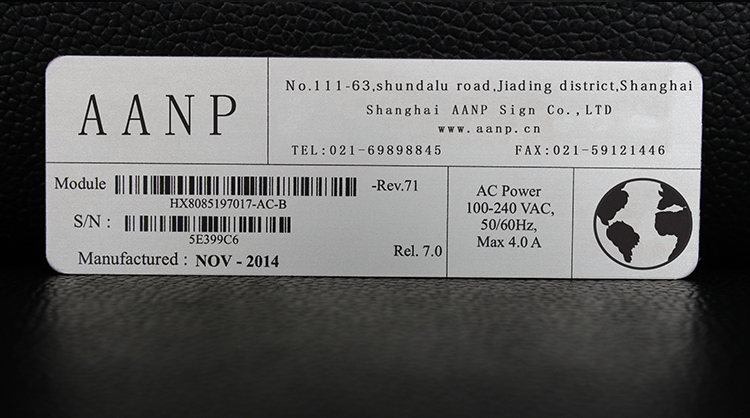 AANP
No.111-63,shundalu road,Jiading district,Shanghai
Shanghai AANP Sign Co.,LTD
www.aanp.cn
TEL:021-69898845 FAX:021-59121446
Module -Rev.71
HX8085197017-AC-B
S/N :
5E399C6
Rel. 7.0
Manufactured : NOV - 2014
AC Power
100-240 VAC,
50/60Hz,
Max 4.0 A